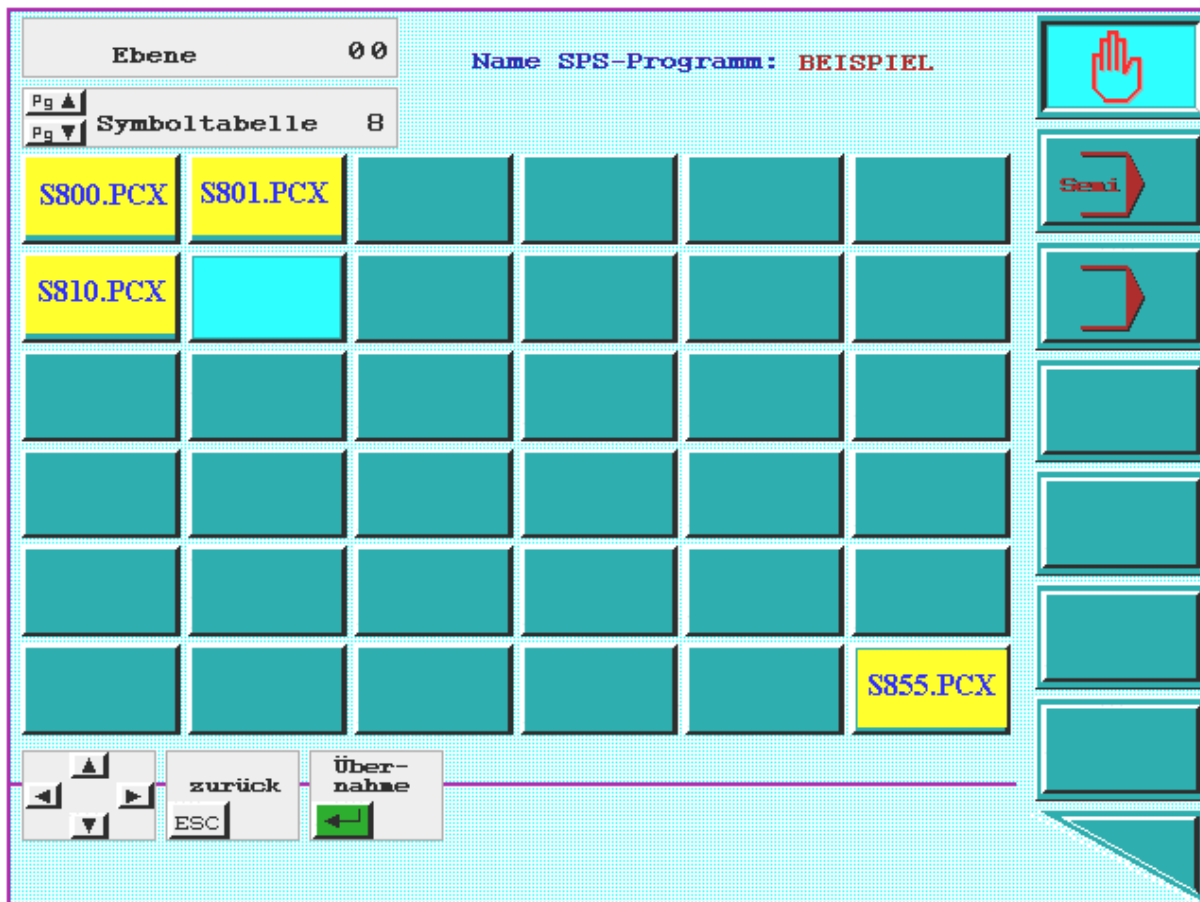 Ebene 00
Name SPS-Programm: BEISPIEL
Pg ▲
Pg ▼
Symboltabelle 8
S800.PCX S801.PCX
Semi
S810.PCX
S855.PCX
zurück
ESC
Über-
nahme